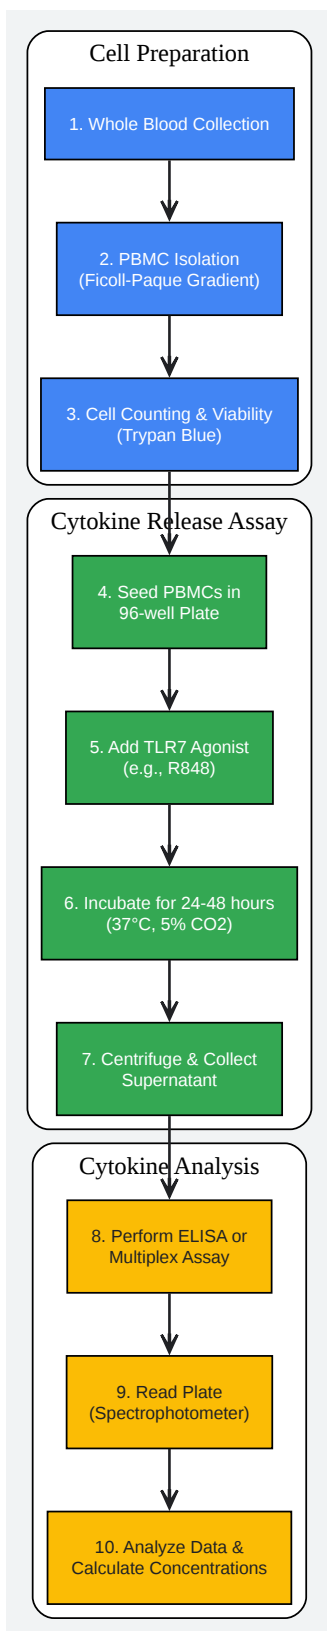 Cell Preparation
1. Whole Blood Collection
2. PBMC Isolation
(Ficoll-Paque Gradient)
3. Cell Counting & Viability
(Trypan Blue)
Cytokine Release Assay
4. Seed PBMCs in
96-well Plate
5. Add TLR7 Agonist
(e.g., R848)
6. Incubate for 24-48 hours
(37°C, 5% CO2)
7. Centrifuge & Collect
Supernatant
Cytokine Analysis
8. Perform ELISA or
Multiplex Assay
9. Read Plate
(Spectrophotometer)
10. Analyze Data &
Calculate Concentrations